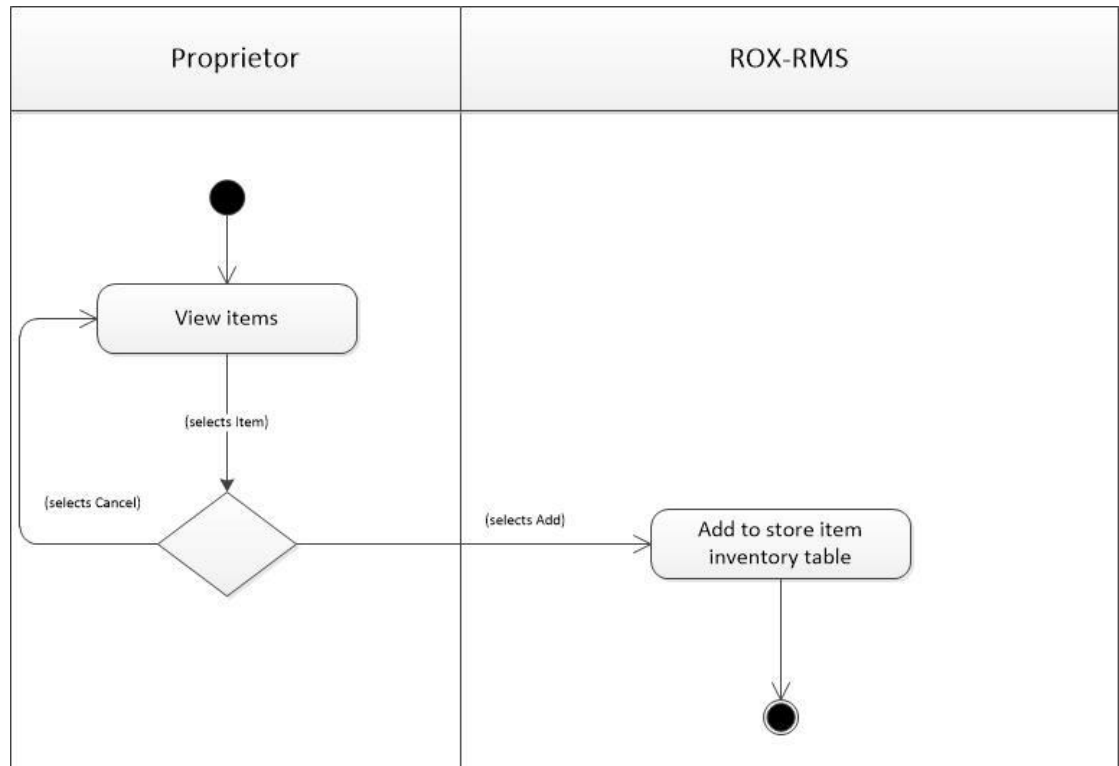 Proprietor
ROX-RMS
View items
(selects Item)
(selects Cancel)
(selects Add)
Add to store item
inventory table